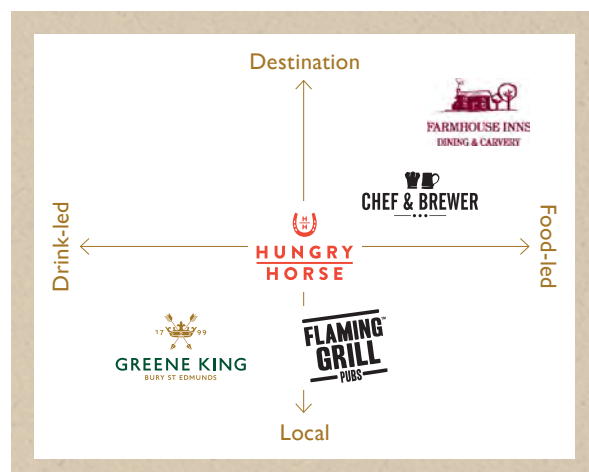 Destination
FARMHOUSE INNS
DINING & CARVERY
CHEF & BREWER
Drink-led
Food-led
H H
HUNGRY
HORSE
17 99
GREENE KING
BURY ST EDMUNDS
FLAMING™
GRILL
PUBS
Local